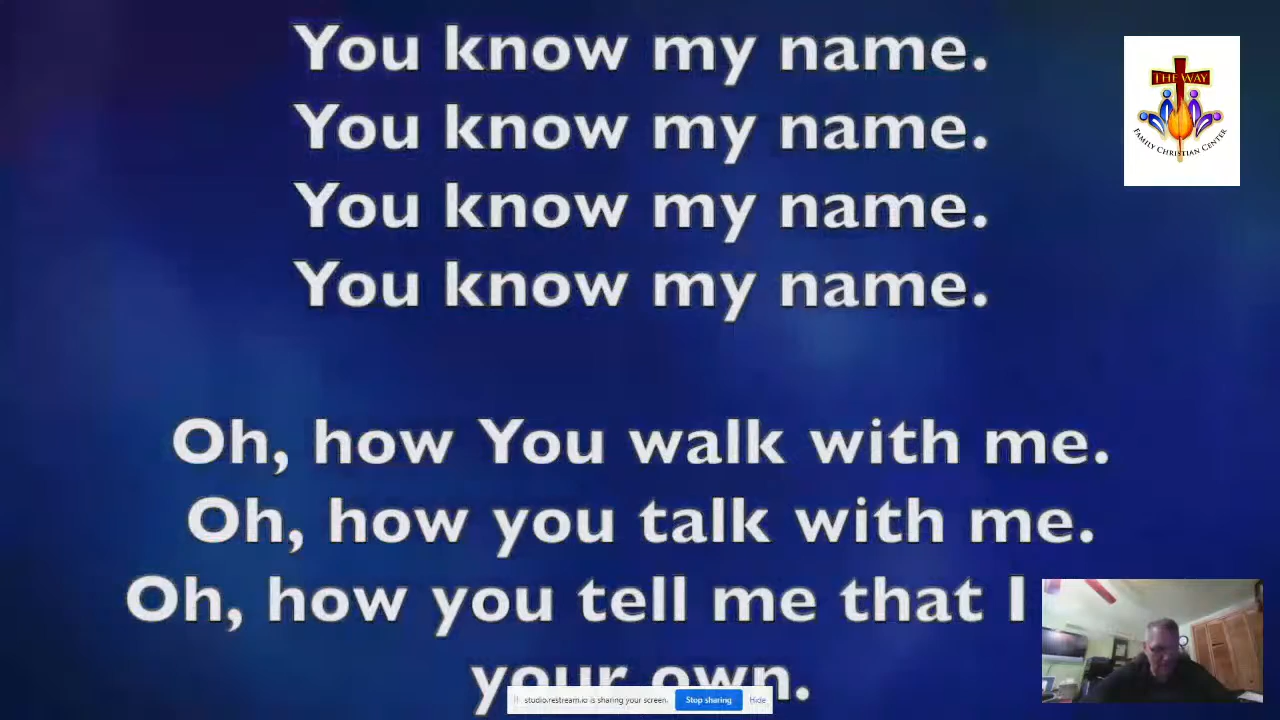 You know my name.
You know my name.
You know my name.
You know my name.
THE WAY
FAMILY CHRISTIAN CENTER
Oh, how You walk with me.
Oh, how you talk with me.
Oh, how you tell me that I
your own.
studio.restream.io is sharing your screen.
Stop sharing
Hide